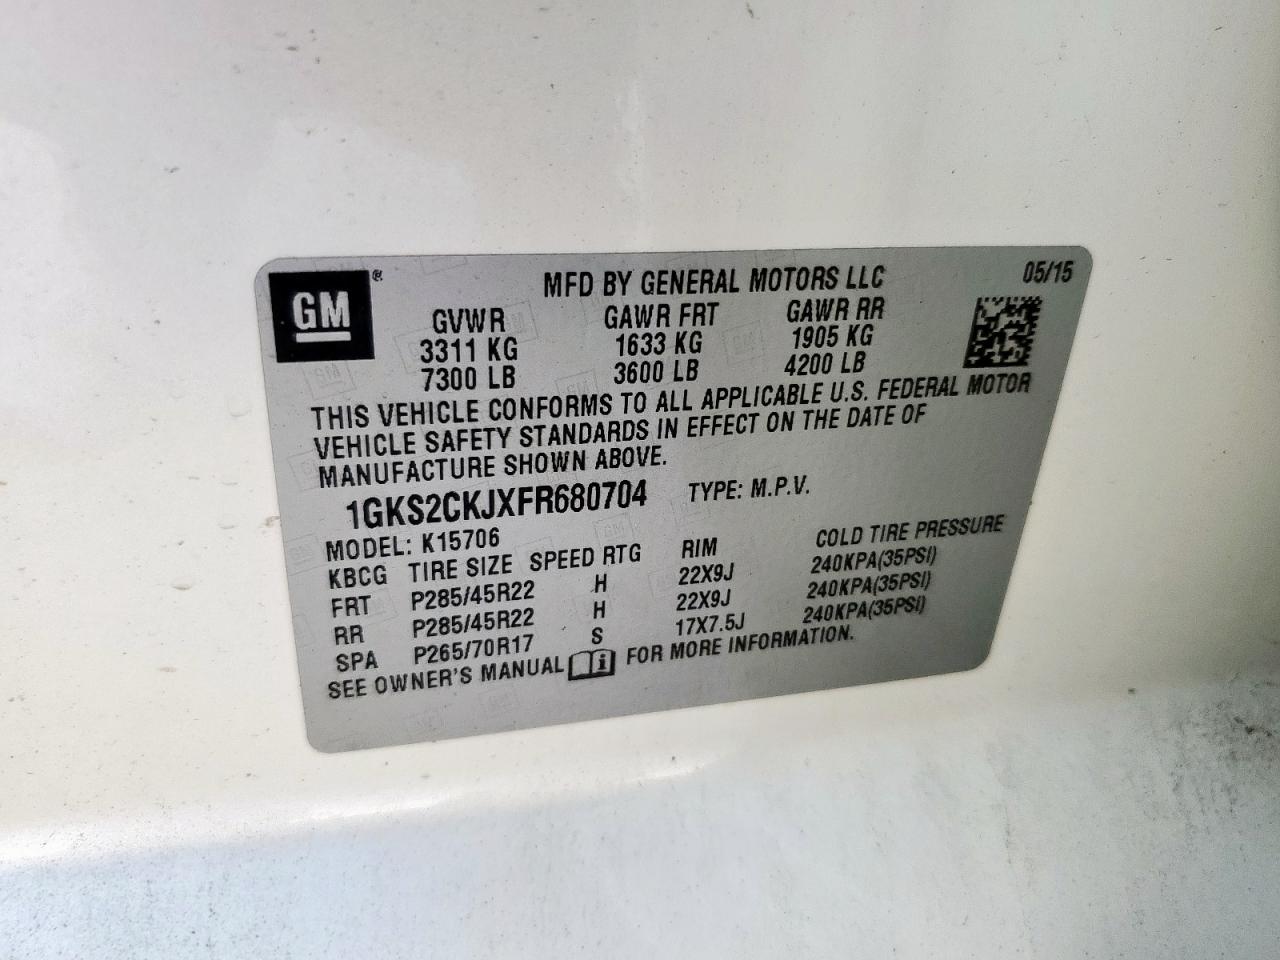 GM ® MFD BY GENERAL MOTORS LLC 05/15
GVWR GAWR FRT GAWR RR
3311 KG 1633 KG 1905 KG
7300 LB 3600 LB 4200 LB
THIS VEHICLE CONFORMS TO ALL APPLICABLE U.S. FEDERAL MOTOR
VEHICLE SAFETY STANDARDS IN EFFECT ON THE DATE OF
MANUFACTURE SHOWN ABOVE.
1GKS2CKJXFR680704 TYPE: M.P.V.
MODEL: K15706
KBCG TIRE SIZE SPEED RTG RIM COLD TIRE PRESSURE
FRT P285/45R22 H 22X9J 240KPA(35PSI)
RR P285/45R22 H 22X9J 240KPA(35PSI)
SPA P265/70R17 S 17X7.5J 240KPA(35PSI)
SEE OWNER'S MANUAL FOR MORE INFORMATION.